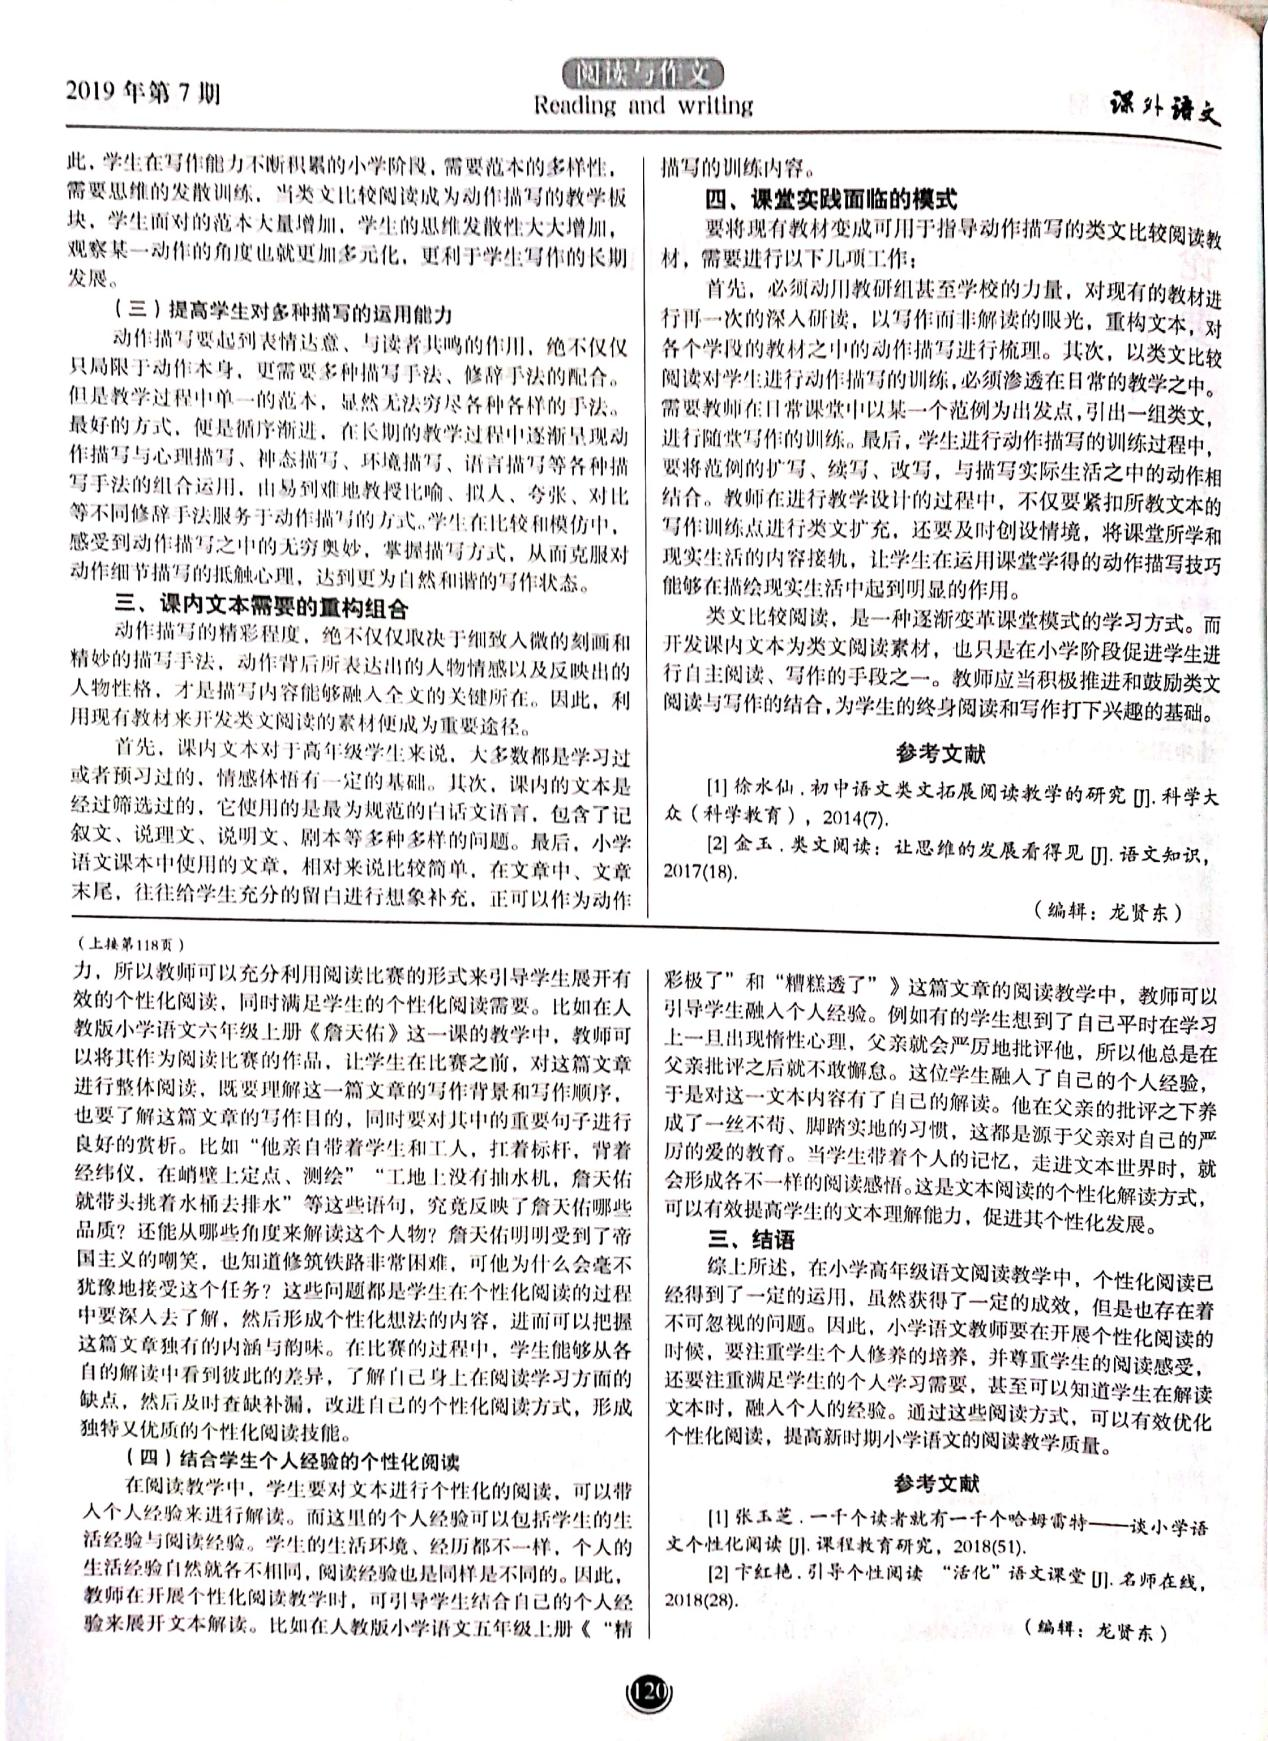 2019 年第 7 期
阅读与作文
Reading and writing
课外语文
此,学生在写作能力不断积累的小学阶段,需要范本的多样性,
需要思维的发散训练,当类文比较阅读成为动作描写的教学板
块,学生面对的范本大量增加,学生的思维发散性大大增加,
观察某一动作的角度也就更加多元化,更利于学生写作的长期
发展。
(三)提高学生对多种描写的运用能力
动作描写要起到表情达意、与读者共鸣的作用,绝不仅仅
只局限于动作本身,更需要多种描写手法、修辞手法的配合。
但是教学过程中单一的范本,显然无法穷尽各种各样的手法。
最好的方式,便是循序渐进,在长期的教学过程中逐渐呈现动
作描写与心理描写、神态描写、环境描写、语言描写等各种描
写手法的组合运用,由易到难地教授比喻、拟人、夸张、对比
等不同修辞手法服务于动作描写的方式。学生在比较和模仿中,
感受到动作描写之中的无穷奥妙,掌握描写方式,从而克服对
动作细节描写的抵触心理,达到更为自然和谐的写作状态。
三、课内文本需要的重构组合
动作描写的精彩程度,绝不仅仅取决于细致入微的刻画和
精妙的描写手法,动作背后所表达出的人物情感以及反映出的
人物性格,才是描写内容能够融入全文的关键所在。因此,利
用现有教材来开发类文阅读的素材便成为重要途径。
首先,课内文本对于高年级学生来说,大多数都是学习过
或者预习过的,情感体悟有一定的基础。其次,课内的文本是
经过筛选过的,它使用的是最为规范的白话文语言,包含了记
叙文、说理文、说明文、剧本等多种多样的问题。最后,小学
语文课本中使用的文章,相对来说比较简单,在文章中、文章
末尾,往往给学生充分的留白进行想象补充,正可以作为动作
描写的训练内容。
四、课堂实践面临的模式
要将现有教材变成可用于指导动作描写的类文比较阅读教
材,需要进行以下几项工作:
首先,必须动用教研组甚至学校的力量,对现有的教材进
行再一次的深入研读,以写作而非解读的眼光,重构文本,对
各个学段的教材之中的动作描写进行梳理。其次,以类文比较
阅读对学生进行动作描写的训练,必须渗透在日常的教学之中。
需要教师在日常课堂中以某一个范例为出发点,引出一组类文,
进行随堂写作的训练。最后,学生进行动作描写的训练过程中,
要将范例的扩写、续写、改写,与描写实际生活之中的动作相
结合。教师在进行教学设计的过程中,不仅要紧扣所教文本的
写作训练点进行类文扩充,还要及时创设情境,将课堂所学和
现实生活的内容接轨,让学生在运用课堂学得的动作描写技巧
能够在描绘现实生活中起到明显的作用。
类文比较阅读,是一种逐渐变革课堂模式的学习方式。而
开发课内文本为类文阅读素材,也只是在小学阶段促进学生进
行自主阅读、写作的手段之一。教师应当积极推进和鼓励类文
阅读与写作的结合,为学生的终身阅读和写作打下兴趣的基础。
参考文献
[1] 徐水仙.初中语文类文拓展阅读教学的研究 [J].科学大
众(科学教育),2014(7).
[2] 金玉.类文阅读:让思维的发展看得见 [J].语文知识,
2017(18).
(编辑:龙贤东)
(上接第118页)
力,所以教师可以充分利用阅读比赛的形式来引导学生展开有
效的个性化阅读,同时满足学生的个性化阅读需要。比如在人
教版小学语文六年级上册《詹天佑》这一课的教学中,教师可
以将其作为阅读比赛的作品,让学生在比赛之前,对这篇文章
进行整体阅读,既要理解这一篇文章的写作背景和写作顺序,
也要了解这篇文章的写作目的,同时要对其中的重要句子进行
良好的赏析。比如“他亲自带着学生和工人,扛着标杆,背着
经纬仪,在峭壁上定点、测绘”“工地上没有抽水机,詹天佑
就带头挑着水桶去排水”等这些语句,究竟反映了詹天佑哪些
品质?还能从哪些角度来解读这个人物?詹天佑明明受到了帝
国主义的嘲笑,也知道修筑铁路非常困难,可他为什么会毫不
犹豫地接受这个任务?这些问题都是学生在个性化阅读的过程
中要深入去了解,然后形成个性化想法的内容,进而可以把握
这篇文章独有的内涵与韵味。在比赛的过程中,学生能够从各
自的解读中看到彼此的差异,了解自己身上在阅读学习方面的
缺点,然后及时查缺补漏,改进自己的个性化阅读方式,形成
独特又优质的个性化阅读技能。
(四)结合学生个人经验的个性化阅读
在阅读教学中,学生要对文本进行个性化的阅读,可以带
入个人经验来进行解读。而这里的个人经验可以包括学生的生
活经验与阅读经验。学生的生活环境、经历都不一样,个人的
生活经验自然就各不相同,阅读经验也是同样是不同的。因此,
教师在开展个性化阅读教学时,可引导学生结合自己的个人经
验来展开文本解读。比如在人教版小学语文五年级上册《“精
彩极了”和“糟糕透了”》这篇文章的阅读教学中,教师可以
引导学生融入个人经验。例如有的学生想到了自己平时在学习
上一旦出现惰性心理,父亲就会严厉地批评他,所以他总是在
父亲批评之后就不敢懈怠。这位学生融入了自己的个人经验,
于是对这一文本内容有了自己的解读。他在父亲的批评之下养
成了一丝不苟、脚踏实地的习惯,这都是源于父亲对自己的严
厉的爱的教育。当学生带着个人的记忆,走进文本世界时,就
会形成各不一样的阅读感悟。这是文本阅读的个性化解读方式,
可以有效提高学生的文本理解能力,促进其个性化发展。
三、结语
综上所述,在小学高年级语文阅读教学中,个性化阅读已
经得到了一定的运用,虽然获得了一定的成效,但是也存在着
不可忽视的问题。因此,小学语文教师要在开展个性化阅读的
时候,要注重学生个人修养的培养,并尊重学生的阅读感受,
还要注重满足学生的个人学习需要,甚至可以知道学生在解读
文本时,融入个人的经验。通过这些阅读方式,可以有效优化
个性化阅读,提高新时期小学语文的阅读教学质量。
参考文献
[1] 张玉芝.一千个读者就有一千个哈姆雷特——谈小学语
文个性化阅读 [J].课程教育研究,2018(51).
[2] 卞红艳.引导个性阅读 “活化”语文课堂 [J].名师在线,
2018(28).
(编辑:龙贤东)
120